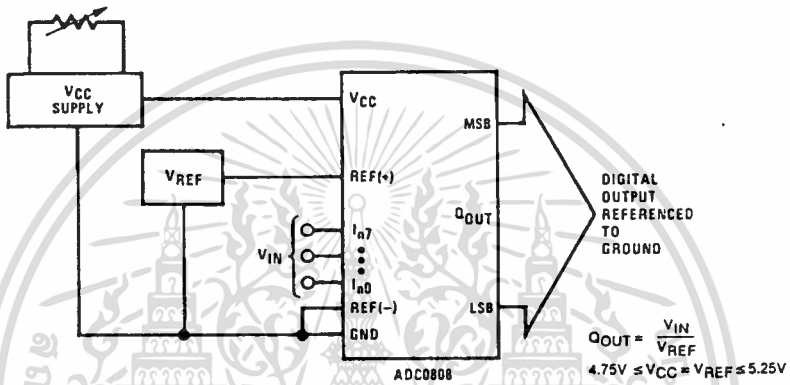 VCC
SUPPLY
VREF
VIN
VCC
REF(+)
In7
In0
REF(−)
GND
MSB
QOUT
LSB
ADC0808
DIGITAL
OUTPUT
REFERENCED
TO
GROUND
QOUT = VIN / VREF
4.75V ≤ VCC = VREF ≤ 5.25V